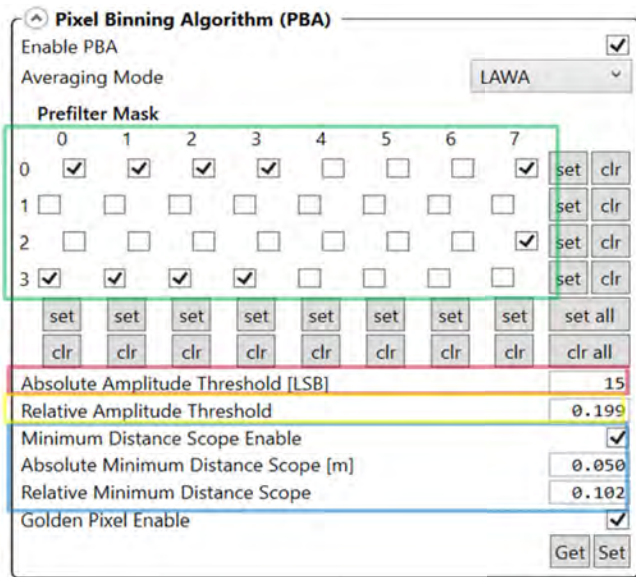 Pixel Binning Algorithm (PBA)
Enable PBA
Averaging Mode LAWA
Prefilter Mask
0 1 2 3 4 5 6 7
0 set clr
1 set clr
2 set clr
3 set clr
set set set set set set set set set all
clr clr clr clr clr clr clr clr clr all
Absolute Amplitude Threshold [LSB] 15
Relative Amplitude Threshold 0.199
Minimum Distance Scope Enable
Absolute Minimum Distance Scope [m] 0.050
Relative Minimum Distance Scope 0.102
Golden Pixel Enable
Get Set